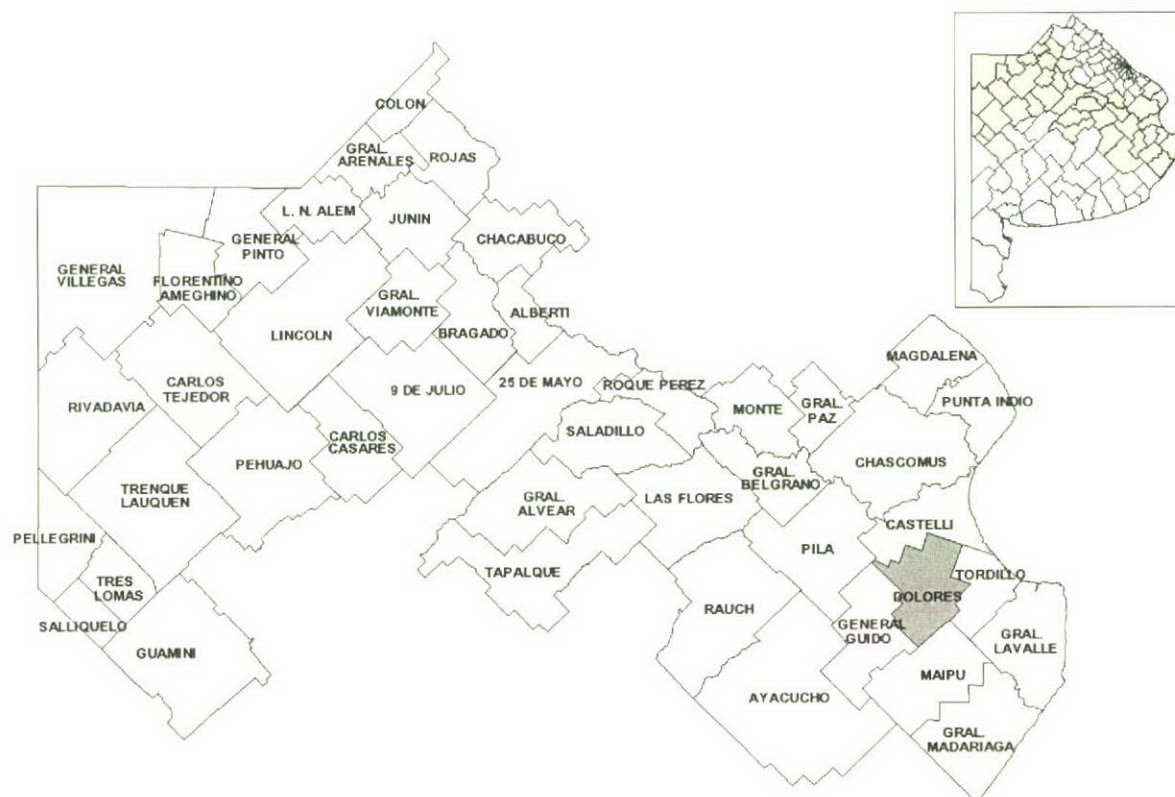 COLON
GRAL.
ARENALES
ROJAS
L. N. ALEM
JUNIN
CHACABUCO
GENERAL
PINTO
GENERAL
VILLEGAS
FLORENTINO
AMEGHINO
GRAL.
VIAMONTE
ALBERTI
BRAGADO
LINCOLN
MAGDALENA
CARLOS
TEJEDOR
9 DE JULIO
25 DE MAYO
ROQUE PEREZ
PUNTA INDIO
RIVADAVIA
MONTE
GRAL.
PAZ
SALADILLO
CARLOS
CASARES
PEHUAJO
CHASCOMUS
GRAL.
BELGRANO
TRENQUE
LAUQUEN
GRAL.
ALVEAR
LAS FLORES
CASTELLI
PELLEGRINI
PILA
TAPALQUE
TORDILLO
TRES
LOMAS
RAUCH
DOLORES
SALLIQUELO
GENERAL
GUIDO
GRAL.
LAVALLE
GUAMINI
MAIPU
AYACUCHO
GRAL.
MADARIAGA